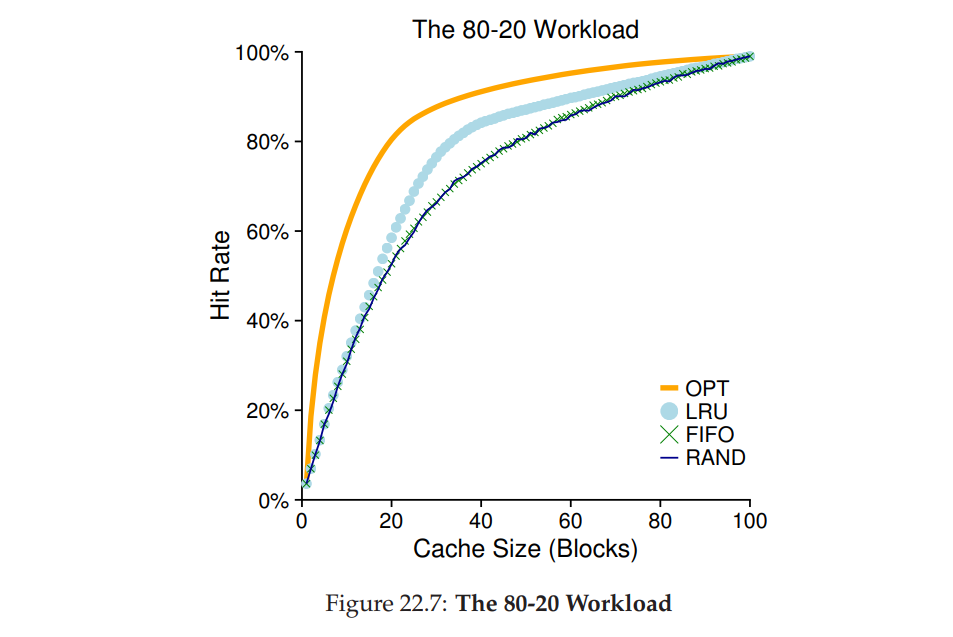 The 80-20 Workload
100%
80%
60%
40%
20%
0%
Hit Rate
OPT
LRU
FIFO
RAND
0 20 40 60 80 100
Cache Size (Blocks)
Figure 22.7: The 80-20 Workload